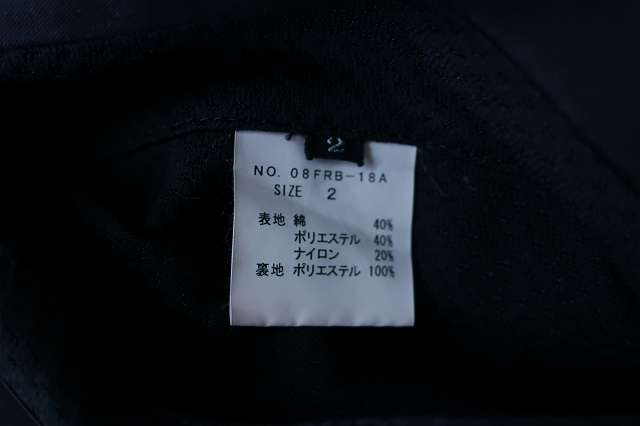 2
NO. 08FRB-18A
SIZE 2
表地 綿 40%
ポリエステル 40%
ナイロン 20%
裏地 ポリエステル 100%